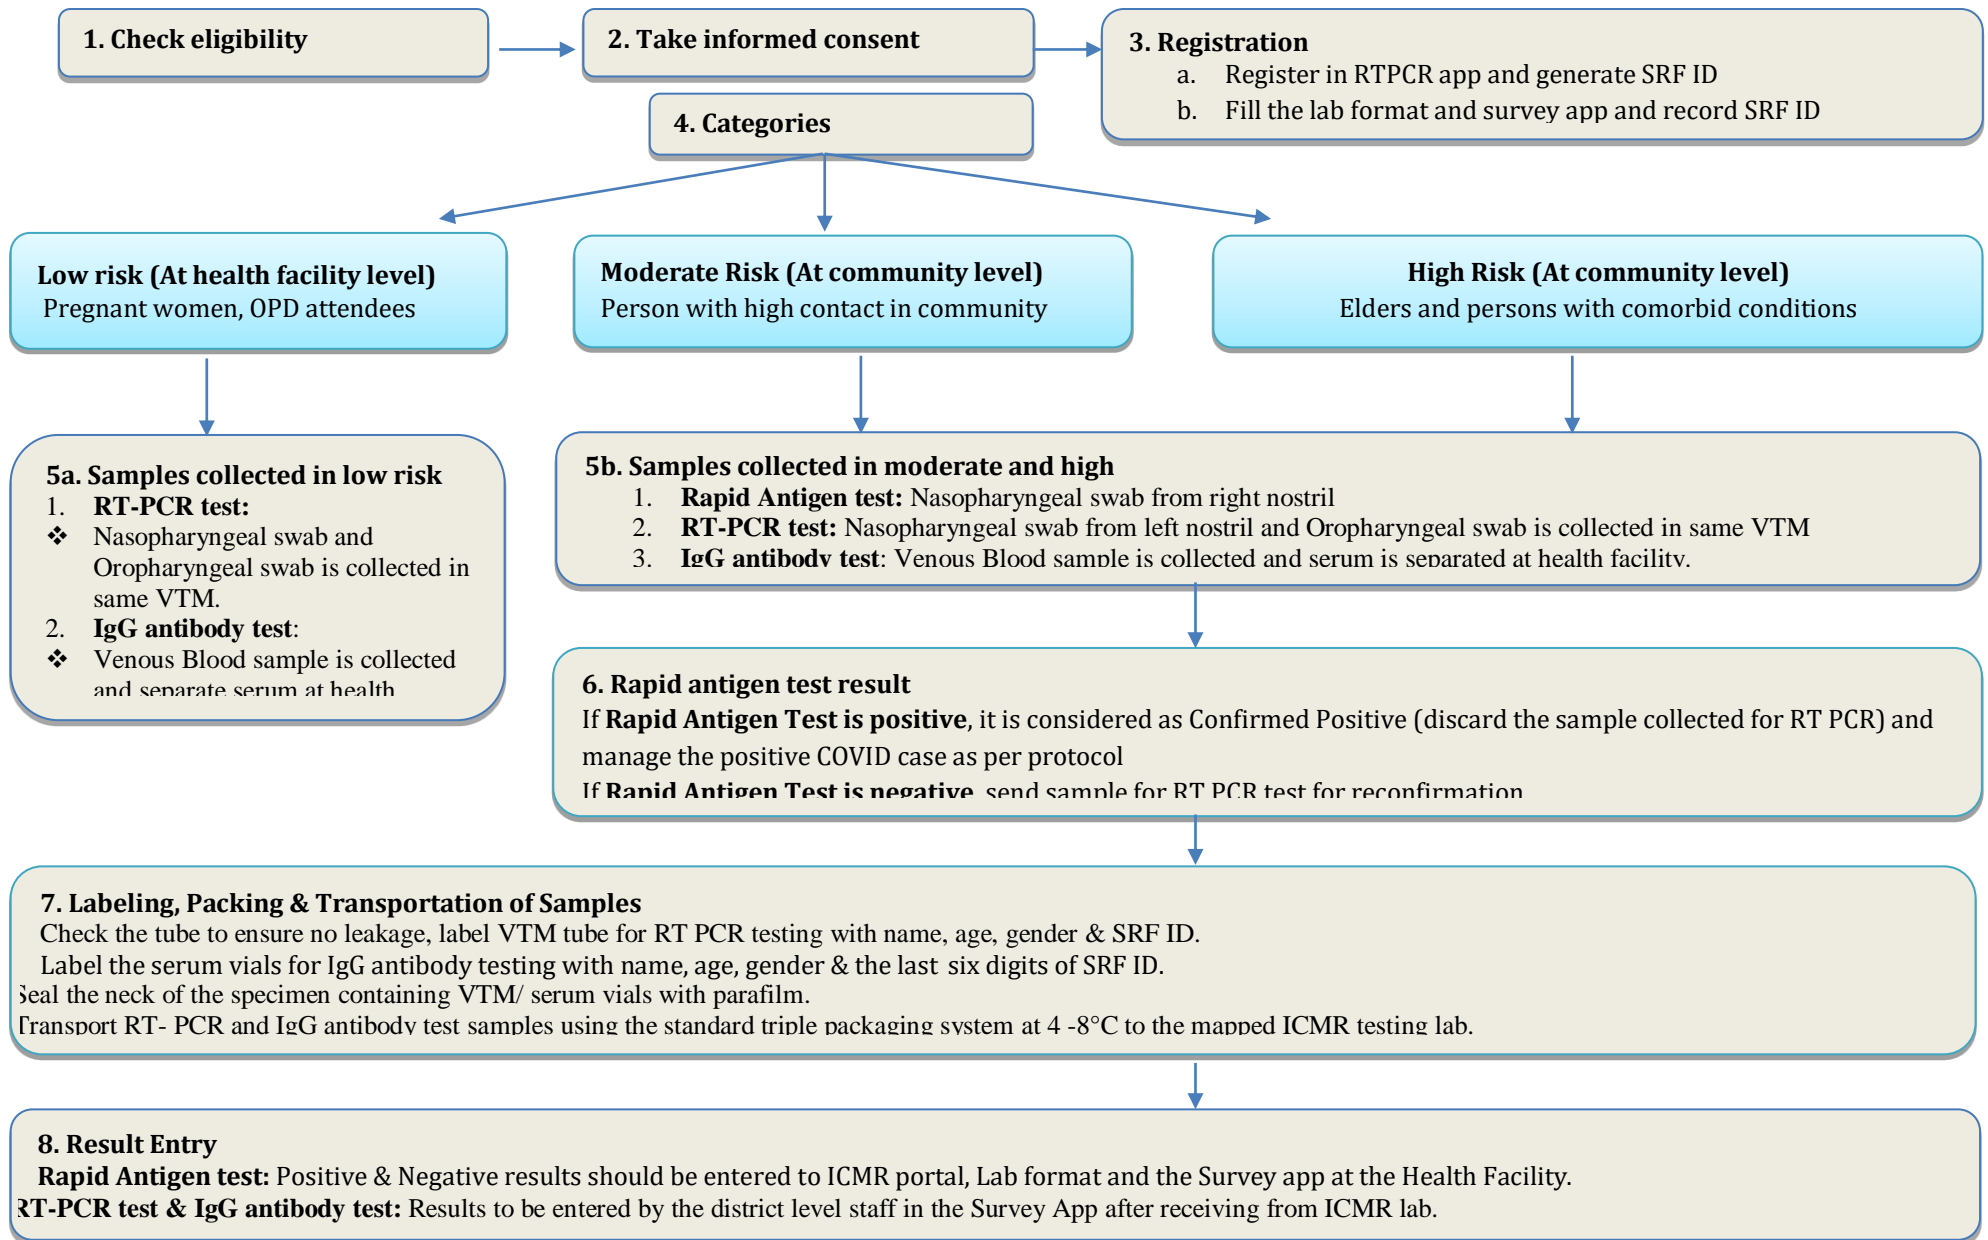 1. Check eligibility
2. Take informed consent
3. Registration
a. Register in RTPCR app and generate SRF ID
b. Fill the lab format and survey app and record SRF ID
4. Categories
Low risk (At health facility level)
Pregnant women, OPD attendees
Moderate Risk (At community level)
Person with high contact in community
High Risk (At community level)
Elders and persons with comorbid conditions
5a. Samples collected in low risk
1. RT-PCR test:
❖ Nasopharyngeal swab and
Oropharyngeal swab is collected in
same VTM.
2. IgG antibody test:
❖ Venous Blood sample is collected
and separate serum at health
5b. Samples collected in moderate and high
1. Rapid Antigen test: Nasopharyngeal swab from right nostril
2. RT-PCR test: Nasopharyngeal swab from left nostril and Oropharyngeal swab is collected in same VTM
3. IgG antibody test: Venous Blood sample is collected and serum is separated at health facility.
6. Rapid antigen test result
If Rapid Antigen Test is positive, it is considered as Confirmed Positive (discard the sample collected for RT PCR) and
manage the positive COVID case as per protocol
If Rapid Antigen Test is negative, send sample for RT PCR test for reconfirmation
7. Labeling, Packing & Transportation of Samples
Check the tube to ensure no leakage, label VTM tube for RT PCR testing with name, age, gender & SRF ID.
Label the serum vials for IgG antibody testing with name, age, gender & the last six digits of SRF ID.
Seal the neck of the specimen containing VTM/ serum vials with parafilm.
Transport RT- PCR and IgG antibody test samples using the standard triple packaging system at 4 -8°C to the mapped ICMR testing lab.
8. Result Entry
Rapid Antigen test: Positive & Negative results should be entered to ICMR portal, Lab format and the Survey app at the Health Facility.
RT-PCR test & IgG antibody test: Results to be entered by the district level staff in the Survey App after receiving from ICMR lab.